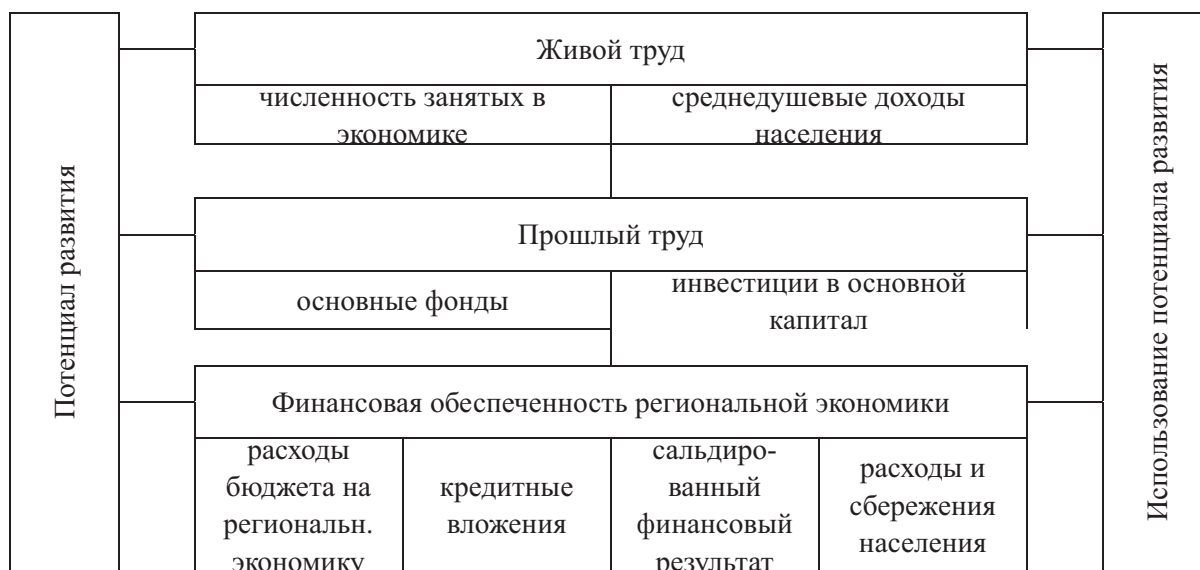 Потенциал развития
Живой труд
численность занятых в
экономике
среднедушевые доходы
населения
Прошлый труд
основные фонды
инвестиции в основной
капитал
Финансовая обеспеченность региональной экономики
расходы
бюджета на
региональн.
экономику
кредитные
вложения
сальдиро-
ванный
финансовый
результат
расходы и
сбережения
населения
Использование потенциала развития